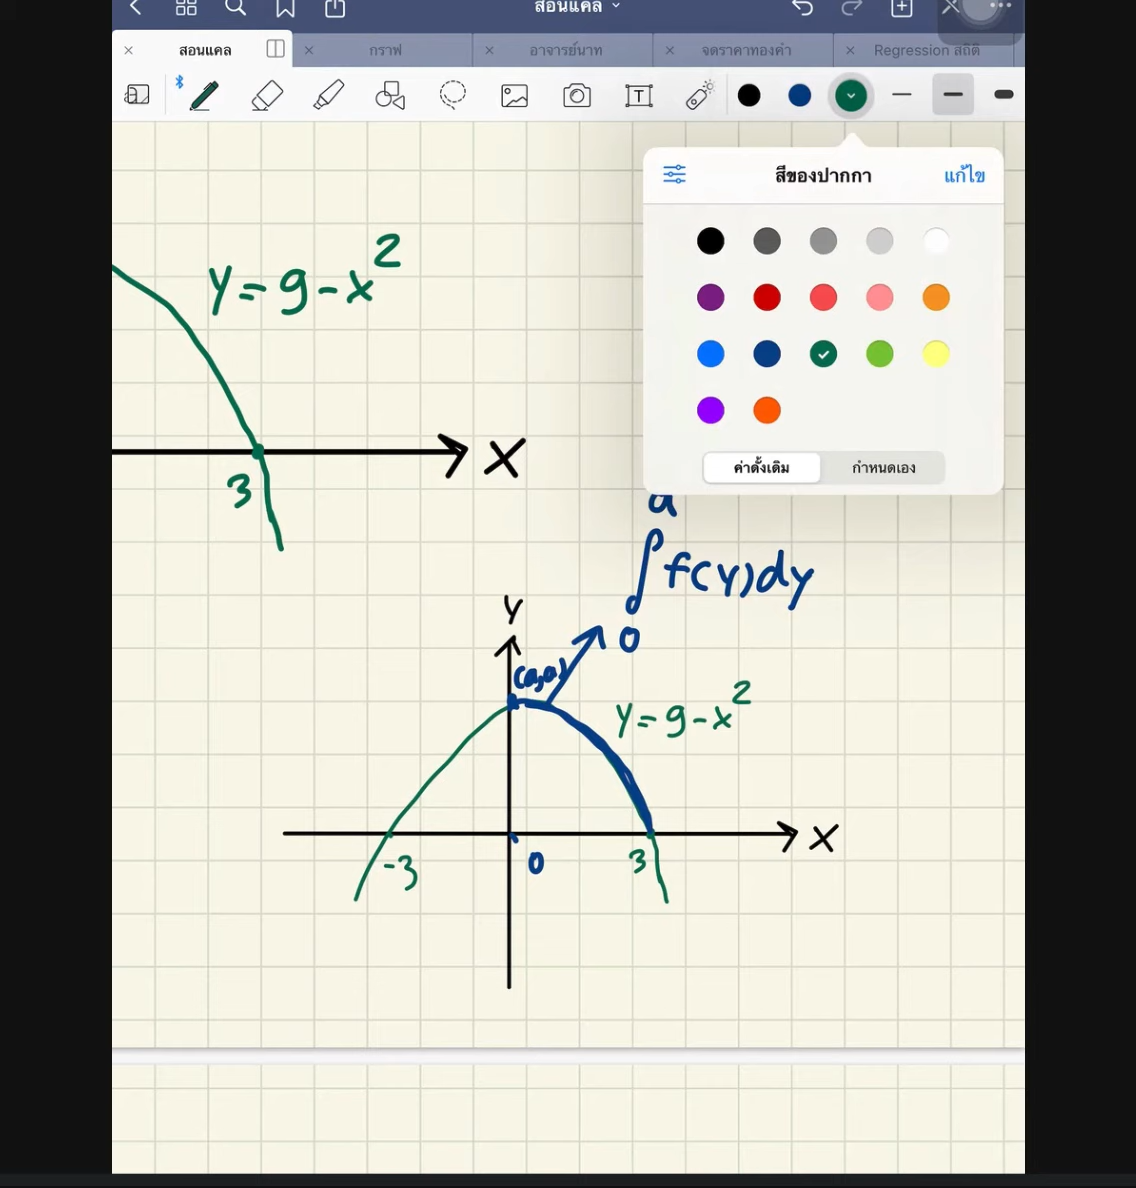 สอนแคล
สอนแคล
กราฟ
อาจารย์นาท
จดราคาทองคำ
Regression สถิติ
T
สีของปากกา
แก้ไข
ค่าดั้งเดิม
กำหนดเอง
y = 9 - x²
X
3
a
∫ f(y) dy
0
Y
y = 9 - x²
-3
0
3
X